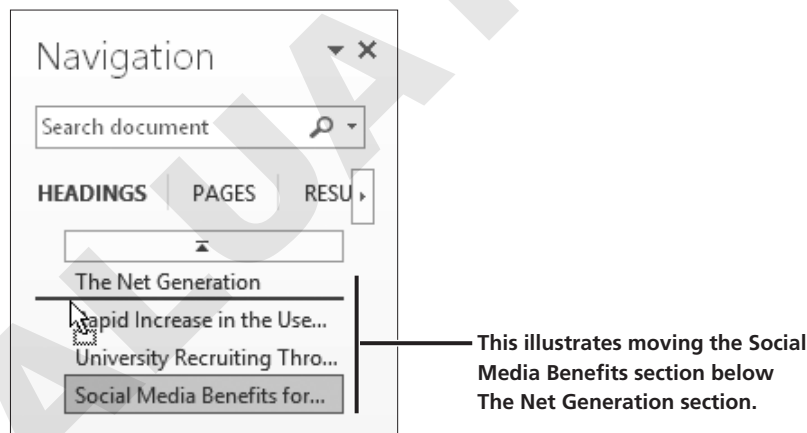 Navigation
Search document
HEADINGS PAGES RESU
The Net Generation
Rapid Increase in the Use...
University Recruiting Thro...
Social Media Benefits for...
This illustrates moving the Social
Media Benefits section below
The Net Generation section.